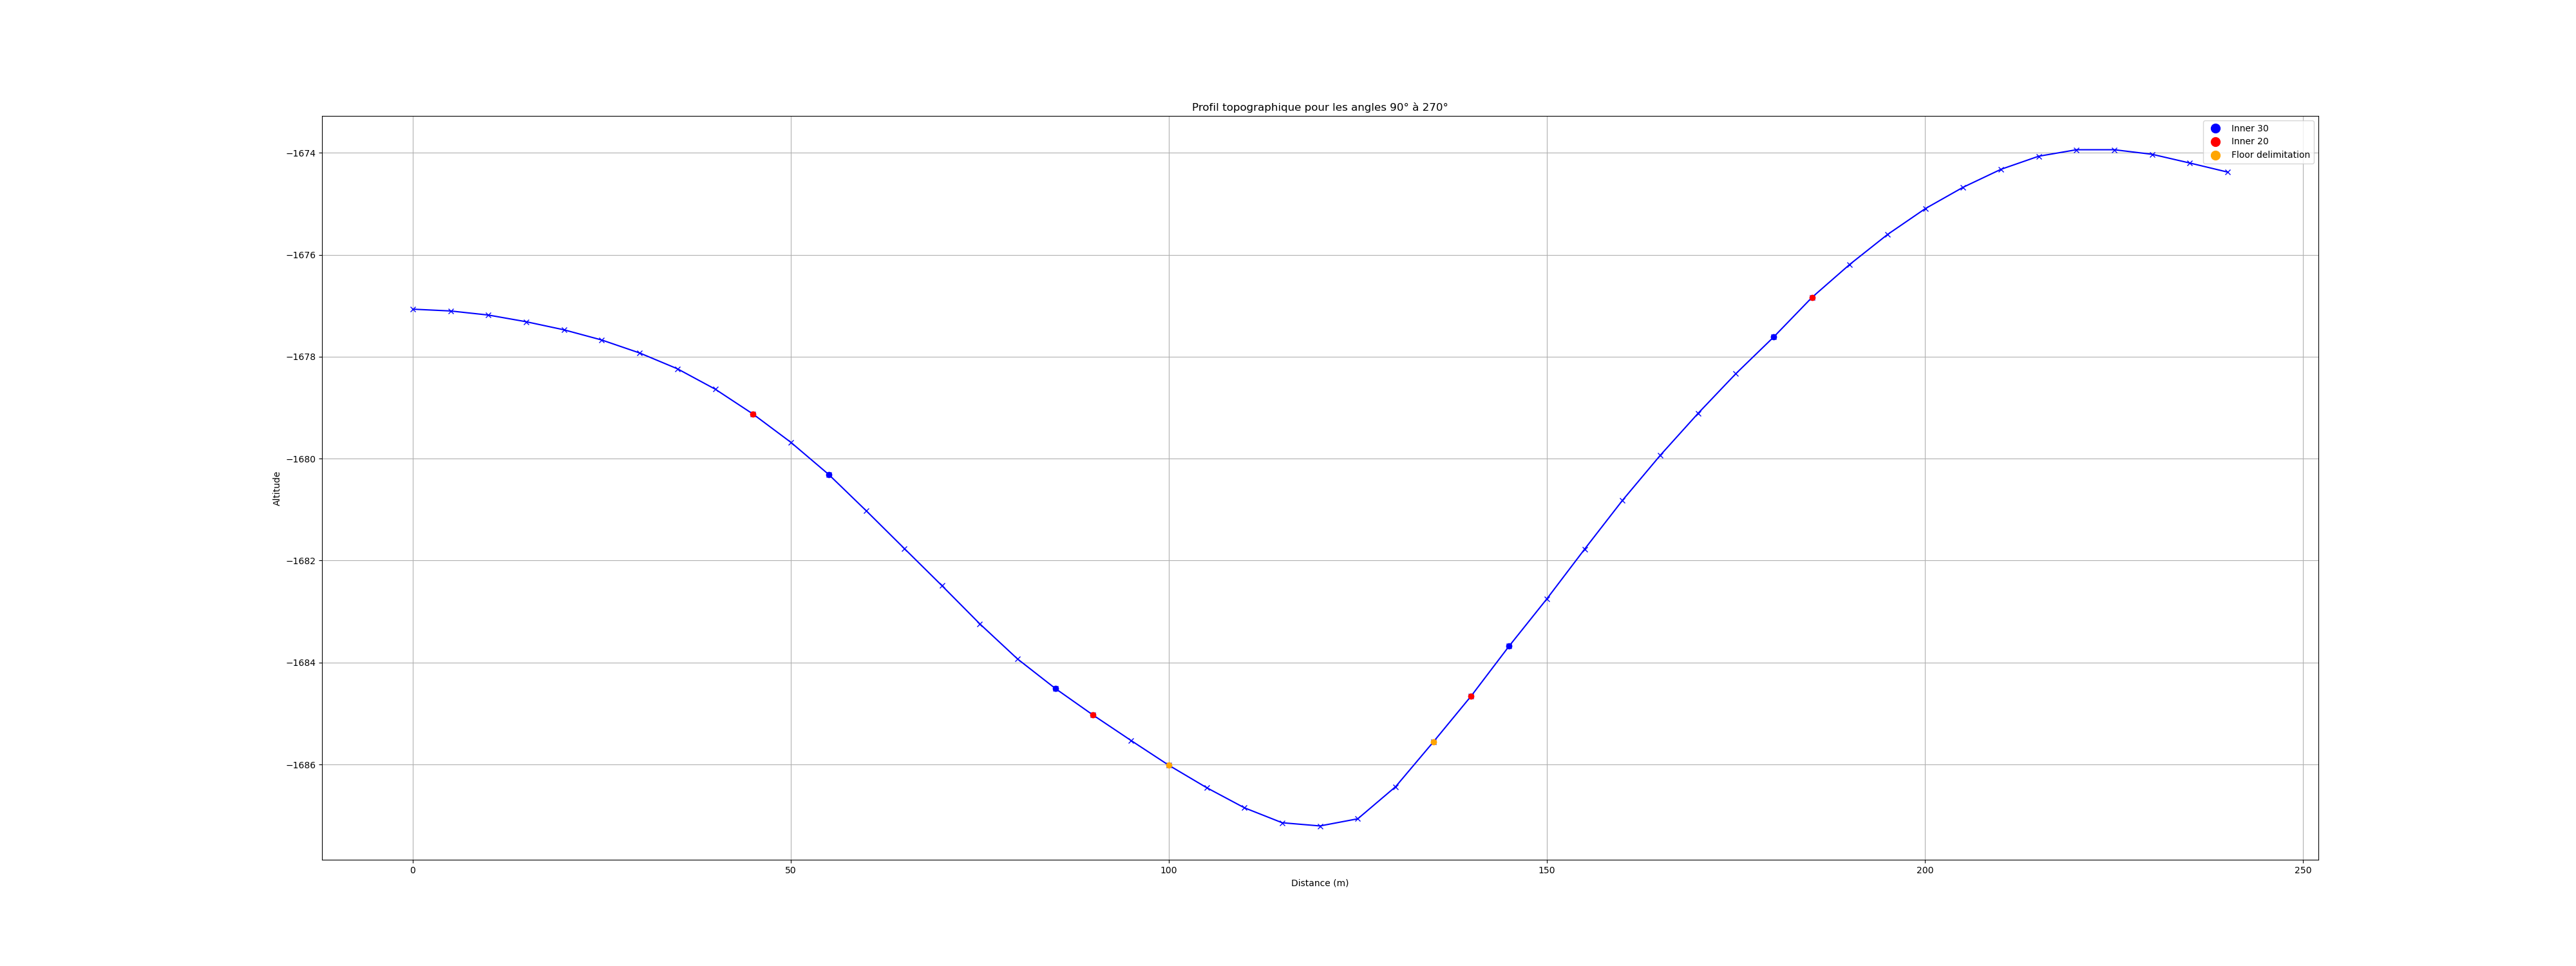 Profil topographique pour les angles 90° à 270°
Inner 30
Inner 20
Floor delimitation
−1674
−1676
−1678
−1680
−1682
−1684
−1686
Altitude
0 50 100 150 200 250
Distance (m)